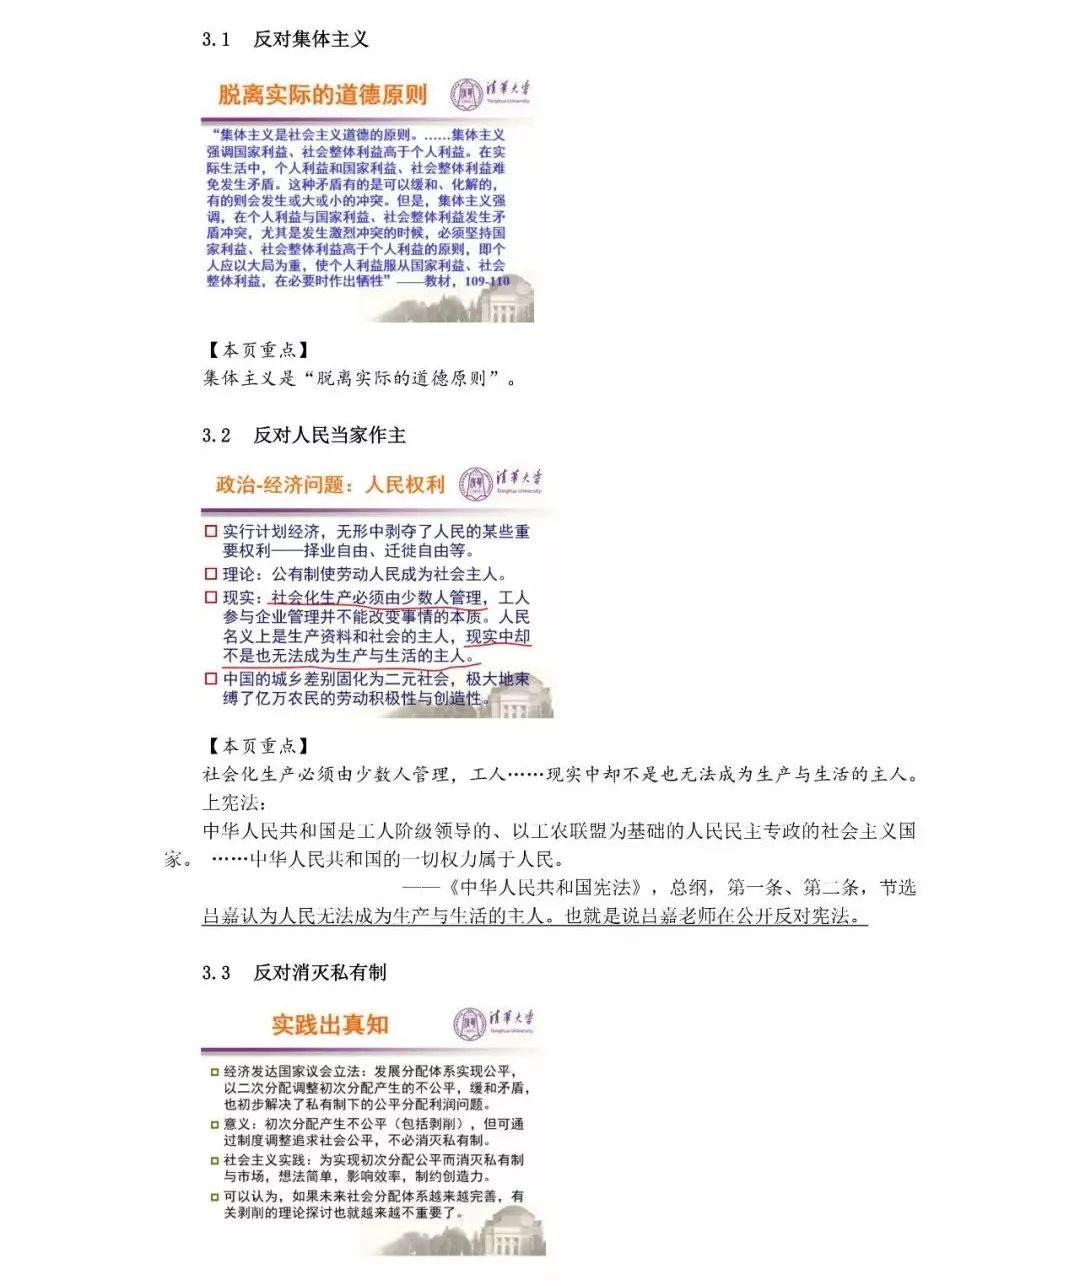 3.1 反对集体主义
脱离实际的道德原则
清华大学
Tsinghua University
“集体主义是社会主义道德的原则。……集体主义
强调国家利益、社会整体利益高于个人利益。在实
际生活中，个人利益和国家利益、社会整体利益难
免发生矛盾。这种矛盾有的是可以缓和、化解的，
有的则会发生或大或小的冲突。但是，集体主义强
调，在个人利益与国家利益、社会整体利益发生矛
盾冲突，尤其是发生激烈冲突的时候，必须坚持国
家利益、社会整体利益高于个人利益的原则，即个
人应以大局为重，使个人利益服从国家利益、社会
整体利益，在必要时作出牺牲”——教材，109-110
【本页重点】
集体主义是“脱离实际的道德原则”。
3.2 反对人民当家作主
政治-经济问题：人民权利
清华大学
Tsinghua University
实行计划经济，无形中剥夺了人民的某些重
要权利——择业自由、迁徙自由等。
理论：公有制使劳动人民成为社会主人。
现实：社会化生产必须由少数人管理，工人
参与企业管理并不能改变事情的本质。人民
名义上是生产资料和社会的主人，现实中却
不是也无法成为生产与生活的主人。
中国的城乡差别固化为二元社会，极大地束
缚了亿万农民的劳动积极性与创造性。
【本页重点】
社会化生产必须由少数人管理，工人……现实中却不是也无法成为生产与生活的主人。
上宪法：
中华人民共和国是工人阶级领导的、以工农联盟为基础的人民民主专政的社会主义国
家。 ……中华人民共和国的一切权力属于人民。
——《中华人民共和国宪法》，总纲，第一条、第二条，节选
吕嘉认为人民无法成为生产与生活的主人。也就是说吕嘉老师在公开反对宪法。
3.3 反对消灭私有制
实践出真知
清华大学
Tsinghua University
经济发达国家议会立法：发展分配体系实现公平，
以二次分配调整初次分配产生的不公平，缓和矛盾，
也初步解决了私有制下的公平分配利润问题。
意义：初次分配产生不公平（包括剥削），但可通
过制度调整追求社会公平，不必消灭私有制。
社会主义实践：为实现初次分配公平而消灭私有制
与市场，想法简单，影响效率，制约创造力。
可以认为，如果未来社会分配体系越来越完善，有
关剥削的理论探讨也就越来越不重要了。